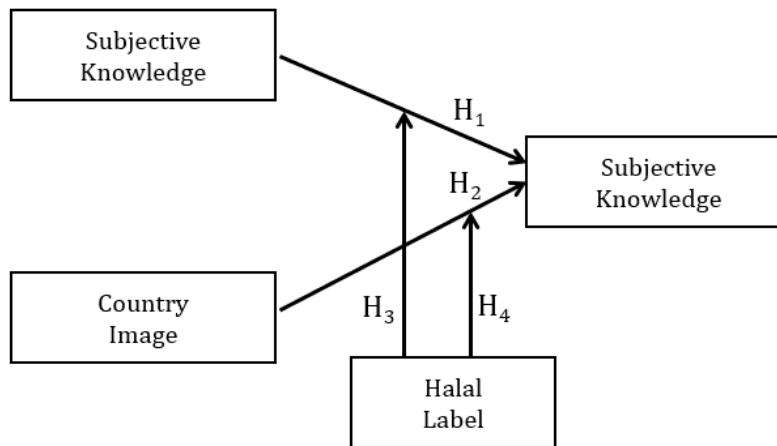 Subjective
Knowledge
H₁
Subjective
Knowledge
H₂
Country
Image
H₃
H₄
Halal
Label